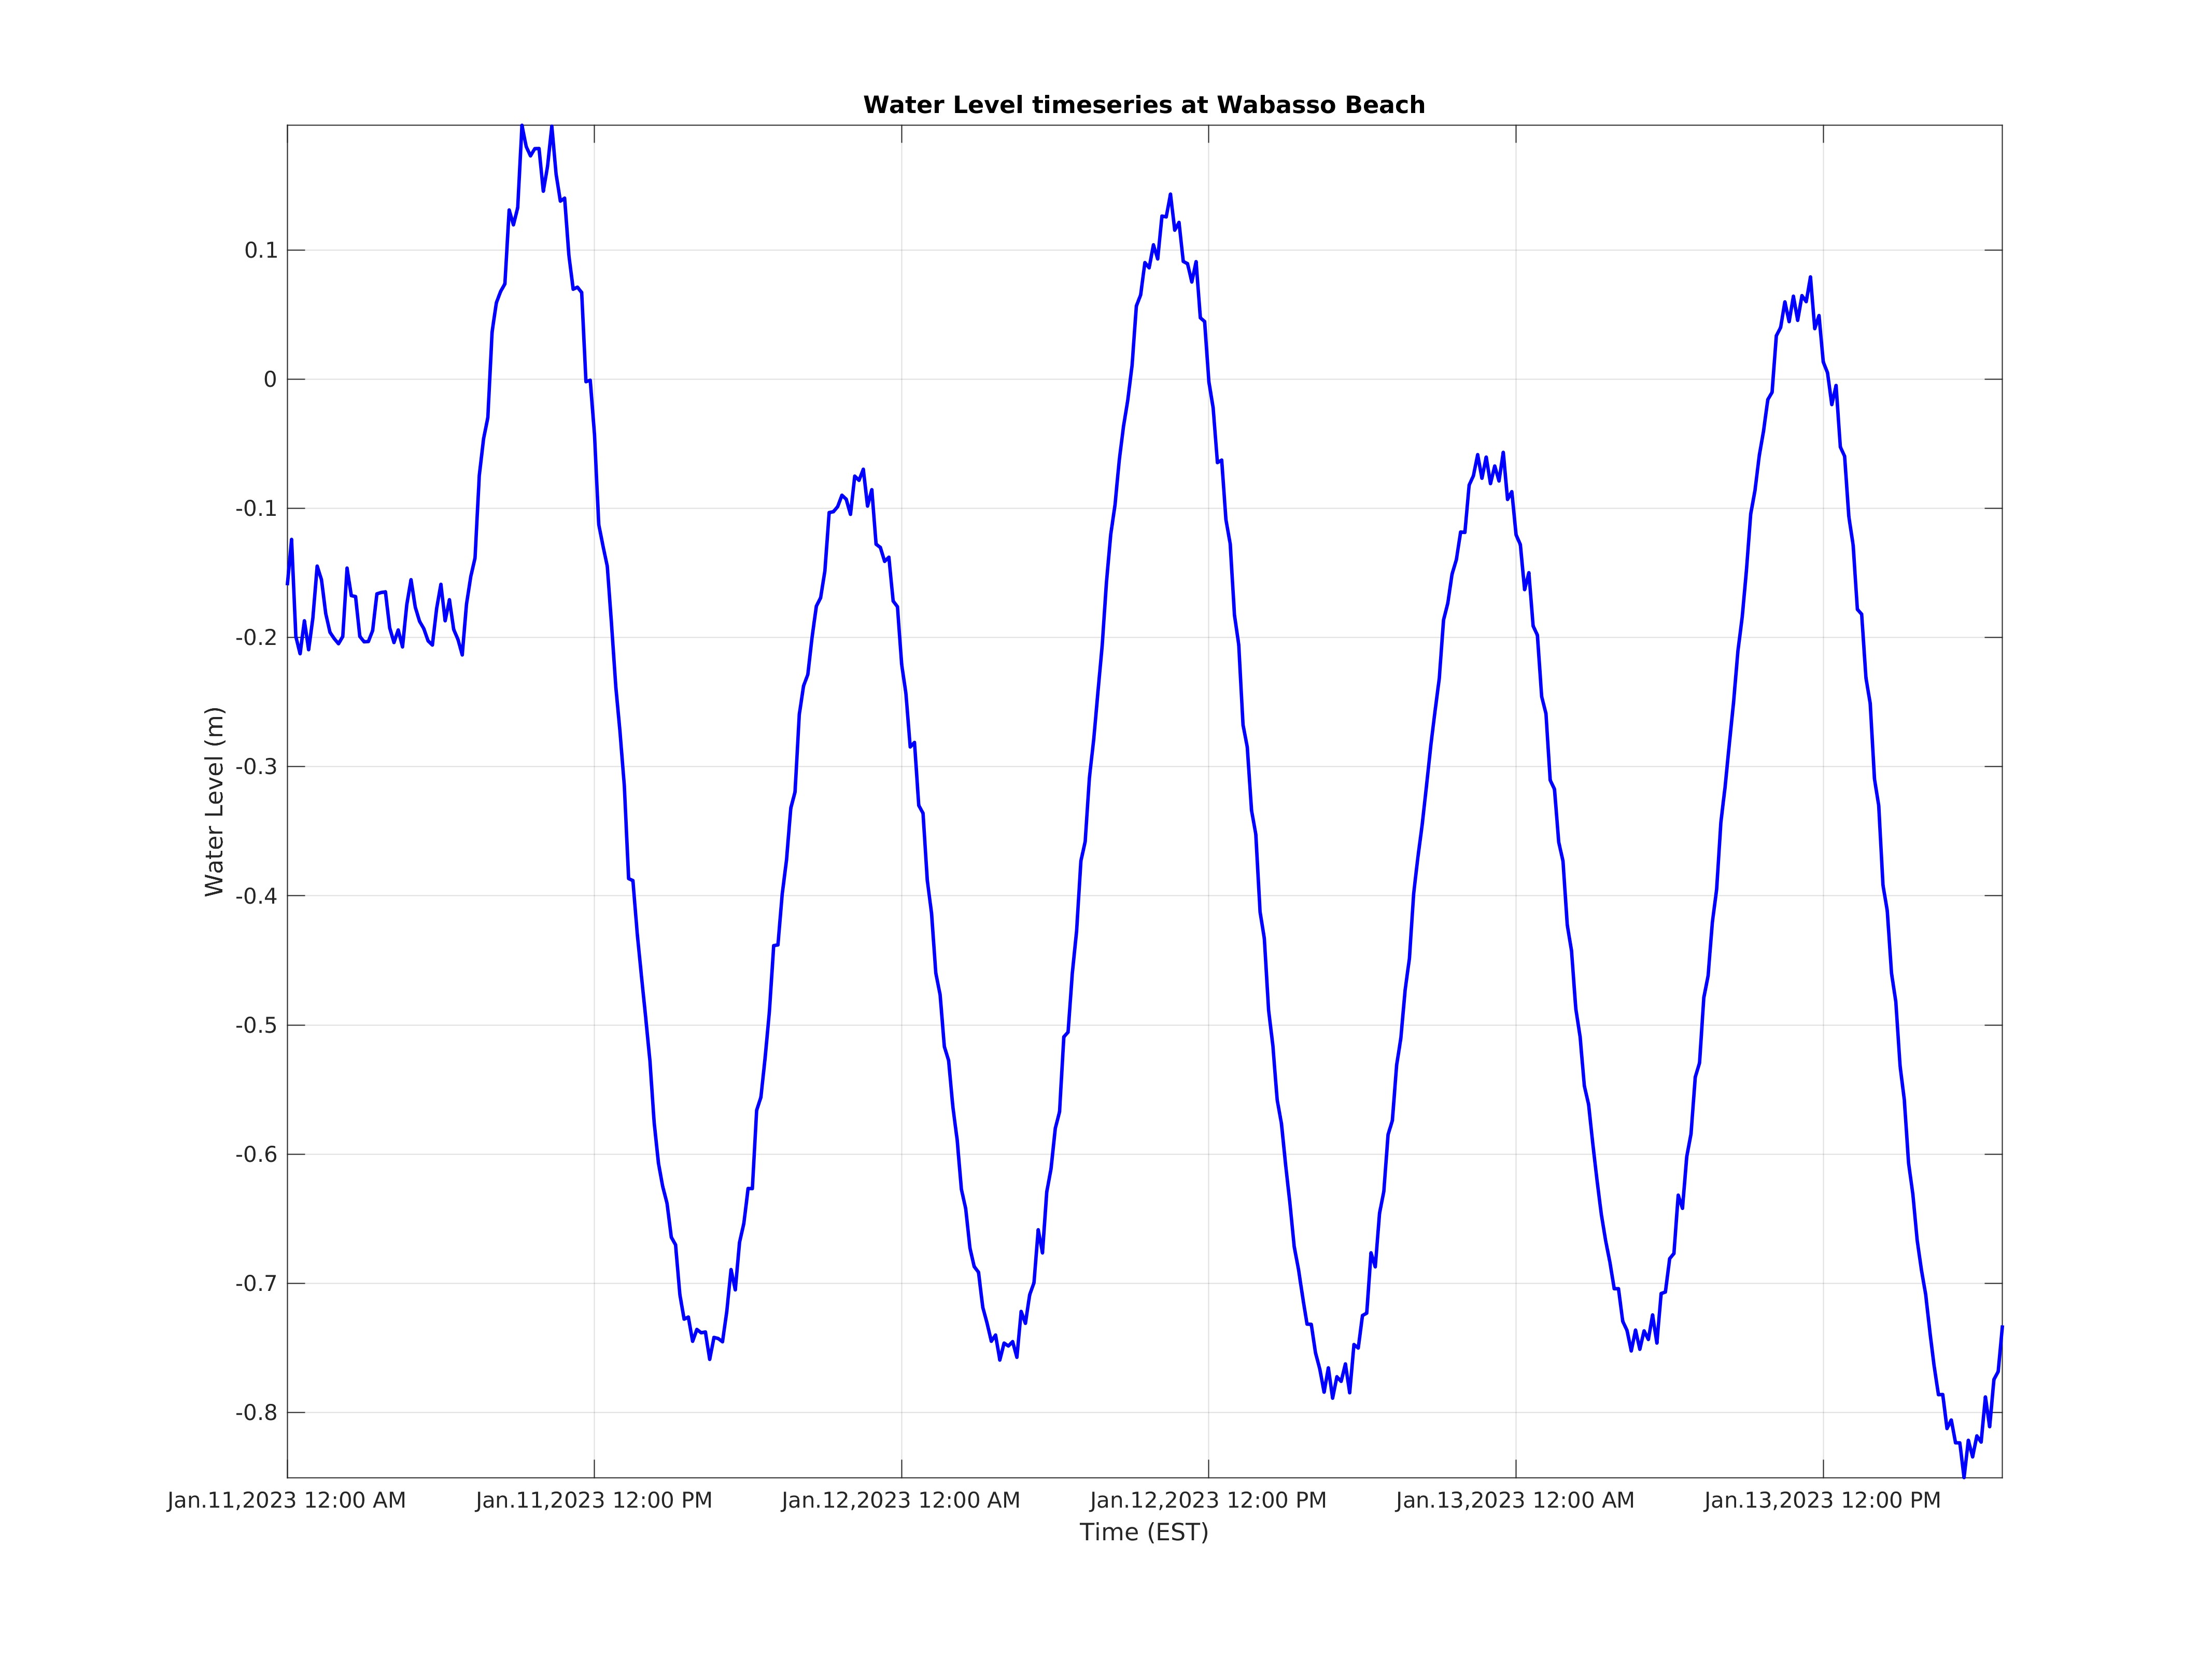 Water Level timeseries at Wabasso Beach
0.1
0
-0.1
-0.2
-0.3
-0.4
-0.5
-0.6
-0.7
-0.8
Water Level (m)
Jan.11,2023 12:00 AM
Jan.11,2023 12:00 PM
Jan.12,2023 12:00 AM
Jan.12,2023 12:00 PM
Jan.13,2023 12:00 AM
Jan.13,2023 12:00 PM
Time (EST)